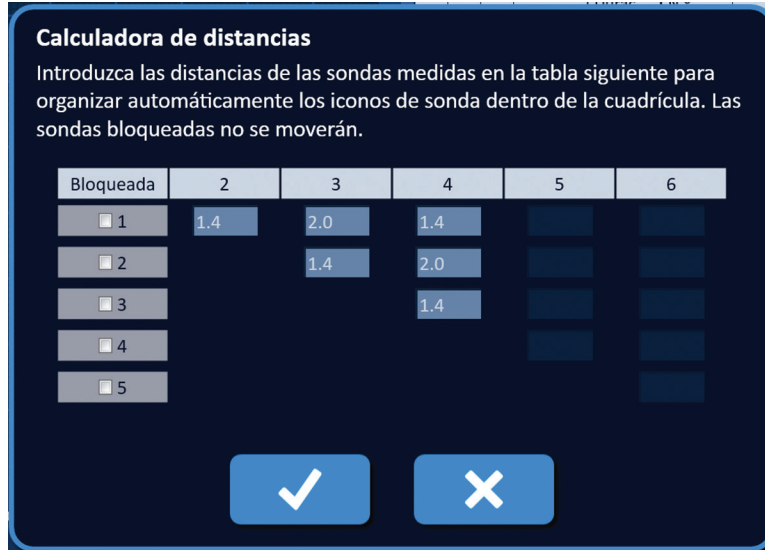 Calculadora de distancias
Introduzca las distancias de las sondas medidas en la tabla siguiente para
organizar automáticamente los iconos de sonda dentro de la cuadrícula. Las
sondas bloqueadas no se moverán.
Bloqueada 2 3 4 5 6
1 1.4 2.0 1.4
2 1.4 2.0
3 1.4
4
5